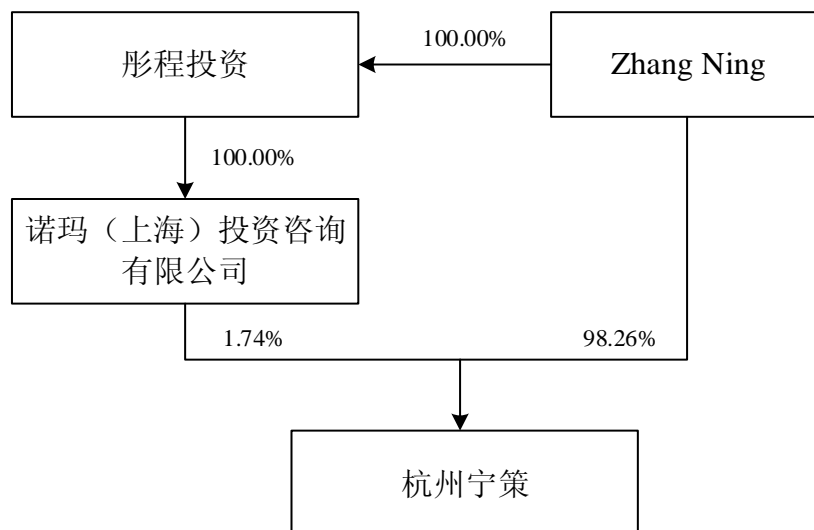 彤程投资
100.00%
Zhang Ning
100.00%
诺玛（上海）投资咨询
有限公司
1.74%
98.26%
杭州宁策